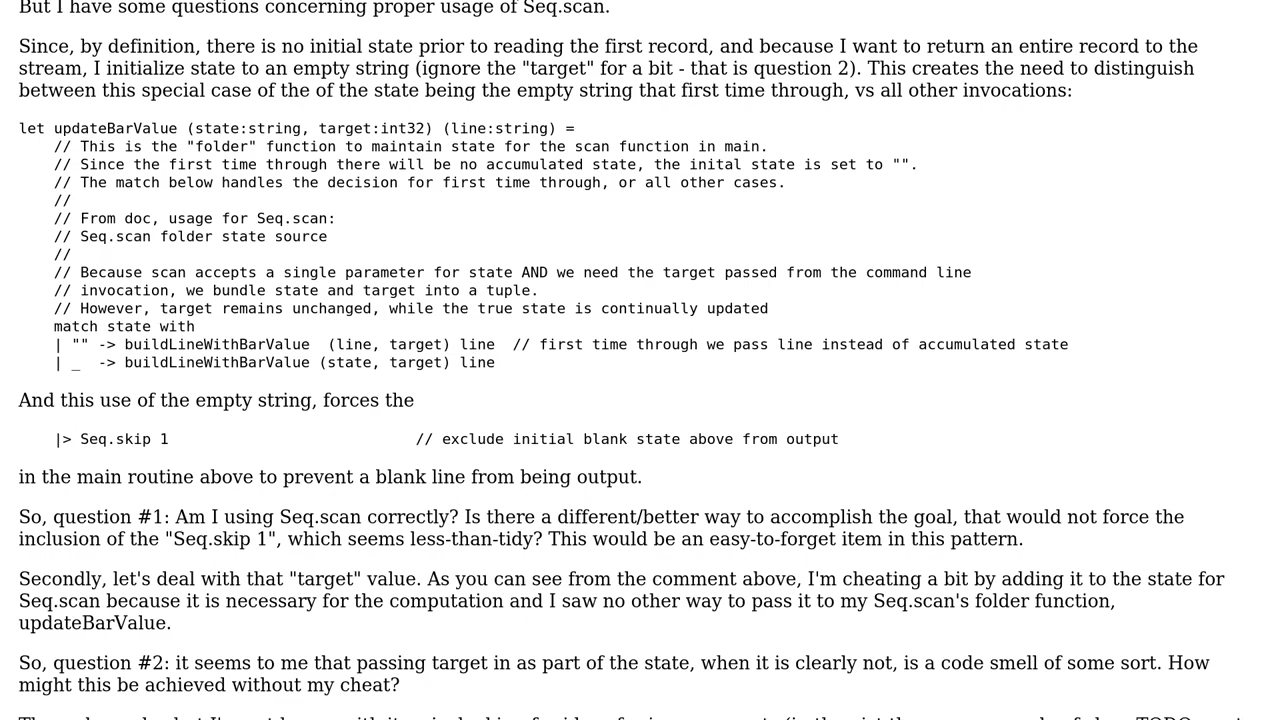 But I have some questions concerning proper usage of Seq.scan.
Since, by definition, there is no initial state prior to reading the first record, and because I want to return an entire record to the
stream, I initialize state to an empty string (ignore the "target" for a bit - that is question 2). This creates the need to distinguish
between this special case of the of the state being the empty string that first time through, vs all other invocations:
let updateBarValue (state:string, target:int32) (line:string) =
    // This is the "folder" function to maintain state for the scan function in main.
    // Since the first time through there will be no accumulated state, the inital state is set to "".
    // The match below handles the decision for first time through, or all other cases.
    //
    // From doc, usage for Seq.scan:
    // Seq.scan folder state source
    //
    // Because scan accepts a single parameter for state AND we need the target passed from the command line
    // invocation, we bundle state and target into a tuple.
    // However, target remains unchanged, while the true state is continually updated
    match state with
    | "" -> buildLineWithBarValue  (line, target) line  // first time through we pass line instead of accumulated state
    | _  -> buildLineWithBarValue (state, target) line
And this use of the empty string, forces the
    |> Seq.skip 1                            // exclude initial blank state above from output
in the main routine above to prevent a blank line from being output.
So, question #1: Am I using Seq.scan correctly? Is there a different/better way to accomplish the goal, that would not force the
inclusion of the "Seq.skip 1", which seems less-than-tidy? This would be an easy-to-forget item in this pattern.
Secondly, let's deal with that "target" value. As you can see from the comment above, I'm cheating a bit by adding it to the state for
Seq.scan because it is necessary for the computation and I saw no other way to pass it to my Seq.scan's folder function,
updateBarValue.
So, question #2: it seems to me that passing target in as part of the state, when it is clearly not, is a code smell of some sort. How
might this be achieved without my cheat?